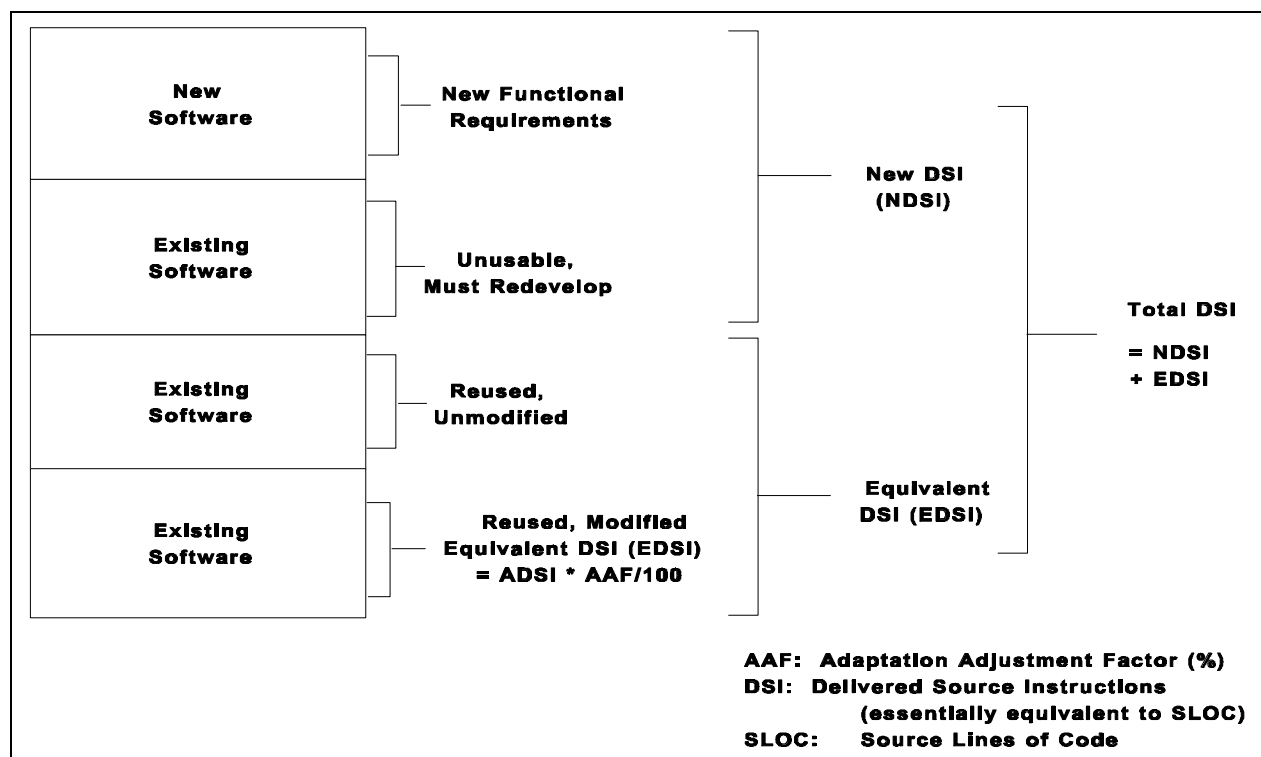 New
Software
New Functional
Requirements
Existing
Software
Unusable,
Must Redevelop
New DSI
(NDSI)
Existing
Software
Reused,
Unmodified
Existing
Software
Reused, Modified
Equivalent DSI (EDSI)
= ADSI * AAF/100
Equivalent
DSI (EDSI)
Total DSI
= NDSI
+ EDSI
AAF: Adaptation Adjustment Factor (%)
DSI: Delivered Source Instructions
(essentially equivalent to SLOC)
SLOC: Source Lines of Code